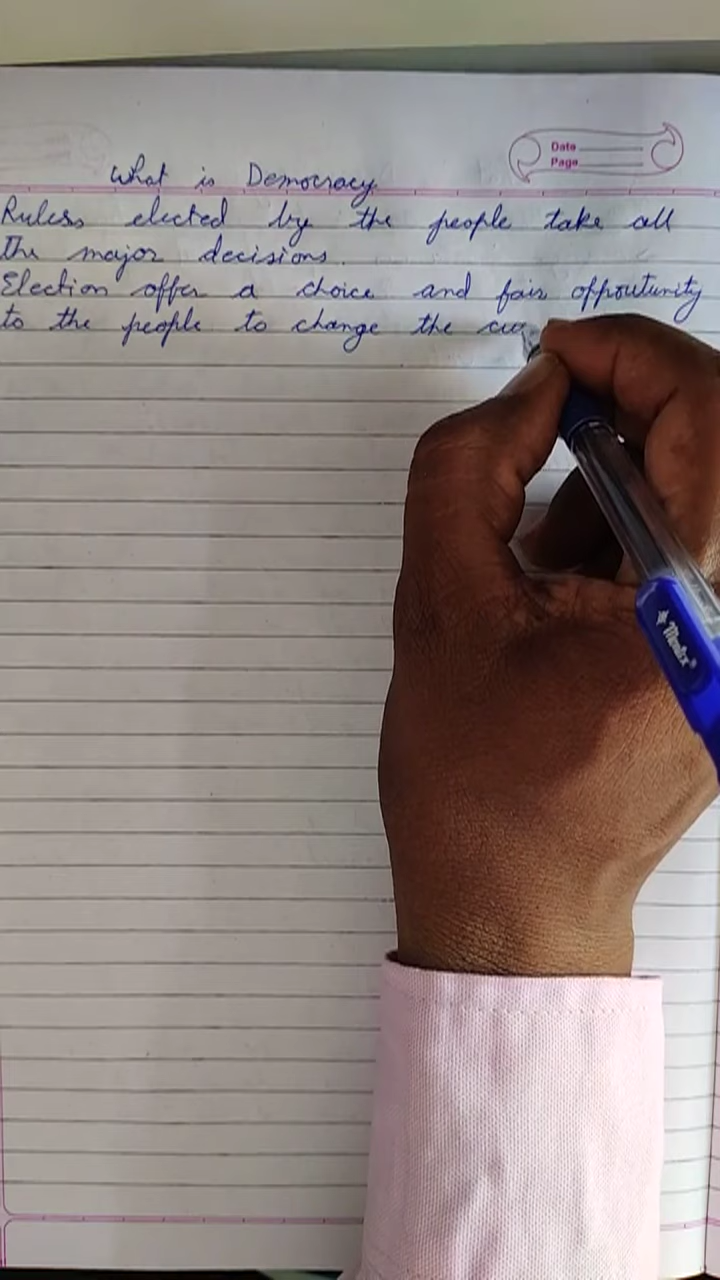 Date
Page
What is Democracy
Rulers elected by the people take all
the major decisions.
Election offer a choice and fair opportunity
to the people to change the